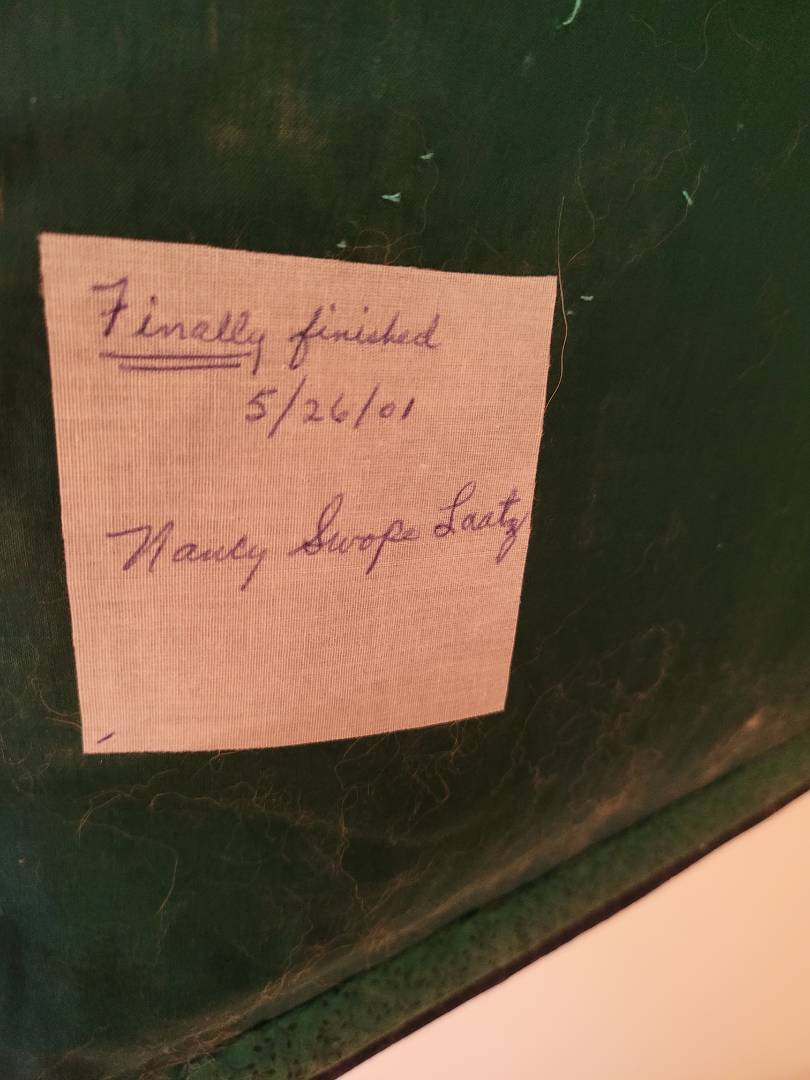 Finally finished
5/26/01
Nancy Swope Laatz